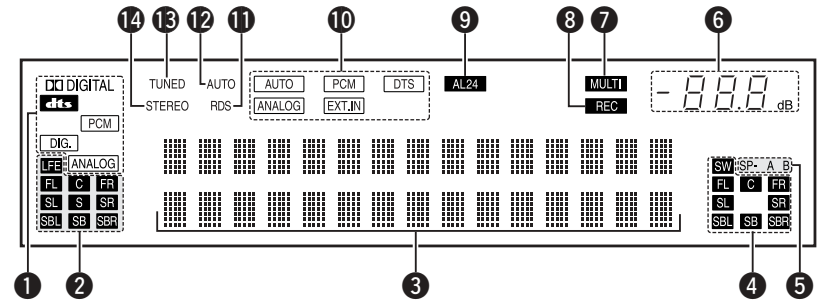 14 13 12 11 10 9 8 7 6
DIGITAL TUNED AUTO AUTO PCM DTS AL24 MULTI - 88.8 dB
dts STEREO RDS ANALOG EXT.IN REC
PCM
DIG.
LFE ANALOG SW SP- A B
FL C FR FL C FR
SL S SR SL SR
SBL SB SBR SBL SB SBR
1 2 3 4 5